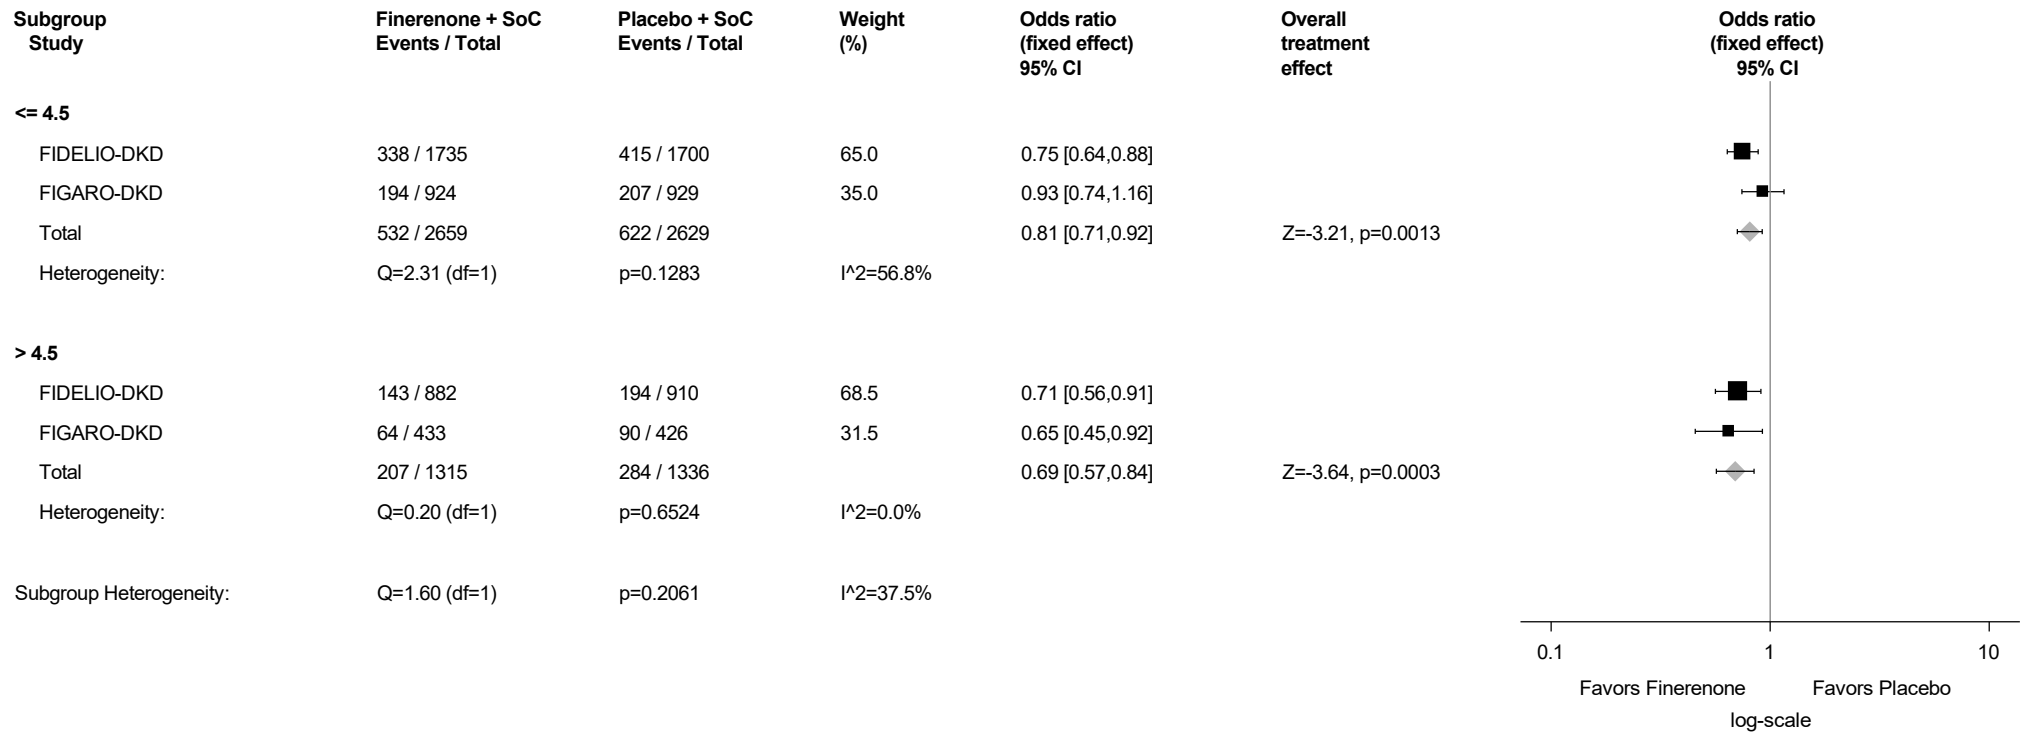 Subgroup Finerenone + SoC Placebo + SoC Weight Odds ratio Overall Odds ratio
Study Events / Total Events / Total (%) (fixed effect) treatment (fixed effect)
95% CI effect 95% CI
<= 4.5
FIDELIO-DKD 338 / 1735 415 / 1700 65.0 0.75 [0.64,0.88]
FIGARO-DKD 194 / 924 207 / 929 35.0 0.93 [0.74,1.16]
Total 532 / 2659 622 / 2629 0.81 [0.71,0.92] Z=-3.21, p=0.0013
Heterogeneity: Q=2.31 (df=1) p=0.1283 I^2=56.8%
> 4.5
FIDELIO-DKD 143 / 882 194 / 910 68.5 0.71 [0.56,0.91]
FIGARO-DKD 64 / 433 90 / 426 31.5 0.65 [0.45,0.92]
Total 207 / 1315 284 / 1336 0.69 [0.57,0.84] Z=-3.64, p=0.0003
Heterogeneity: Q=0.20 (df=1) p=0.6524 I^2=0.0%
Subgroup Heterogeneity: Q=1.60 (df=1) p=0.2061 I^2=37.5%
0.1 1 10
Favors Finerenone Favors Placebo
log-scale